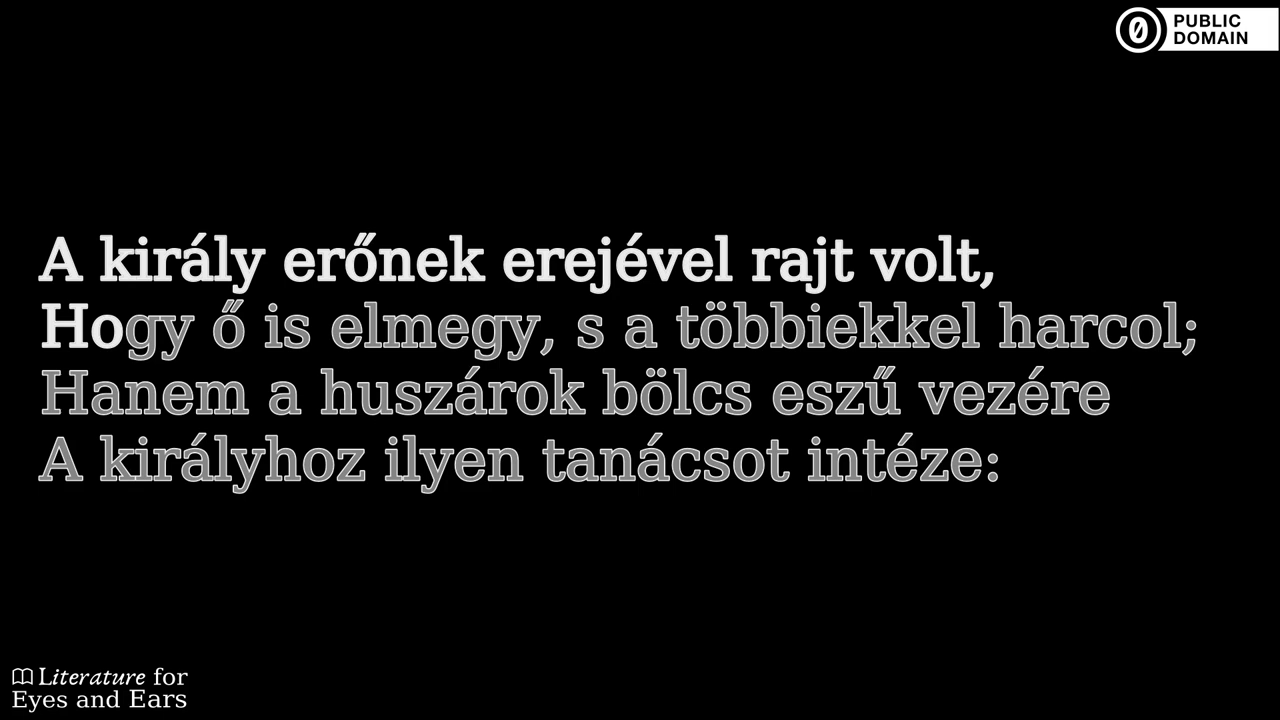 PUBLIC
DOMAIN
A király erőnek erejével rajt volt,
Hogy ő is elmegy, s a többiekkel harcol;
Hanem a huszárok bölcs eszű vezére
A királyhoz ilyen tanácsot intéze:
Literature for
Eyes and Ears